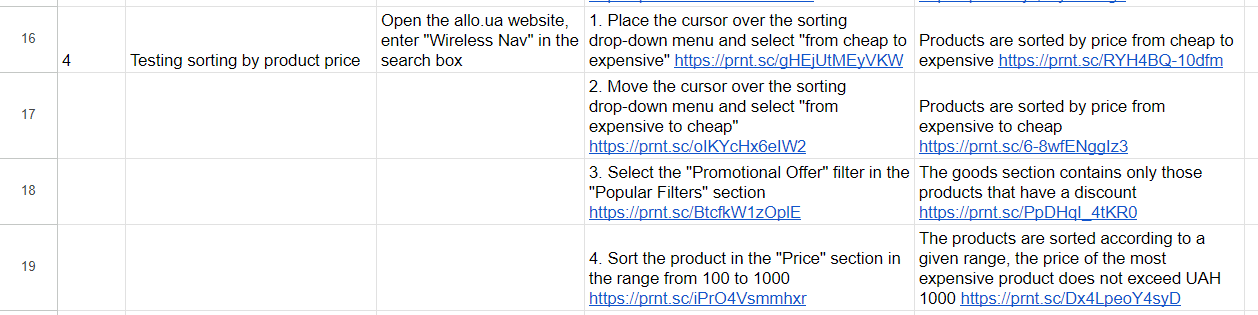 16
4
Testing sorting by product price
Open the allo.ua website,
enter "Wireless Nav" in the
search box
1. Place the cursor over the sorting
drop-down menu and select "from cheap to
expensive" https://prnt.sc/gHEjUtMEyVKW
Products are sorted by price from cheap to
expensive https://prnt.sc/RYH4BQ-10dfm
17
2. Move the cursor over the sorting
drop-down menu and select "from
expensive to cheap"
https://prnt.sc/oIKYcHx6eIW2
Products are sorted by price from
expensive to cheap
https://prnt.sc/6-8wfENggIz3
18
3. Select the "Promotional Offer" filter in the
"Popular Filters" section
https://prnt.sc/BtcfkW1zOpIE
The goods section contains only those
products that have a discount
https://prnt.sc/PpDHqI_4tKR0
19
4. Sort the product in the "Price" section in
the range from 100 to 1000
https://prnt.sc/iPrO4Vsmmhxr
The products are sorted according to a
given range, the price of the most
expensive product does not exceed UAH
1000 https://prnt.sc/Dx4LpeoY4syD